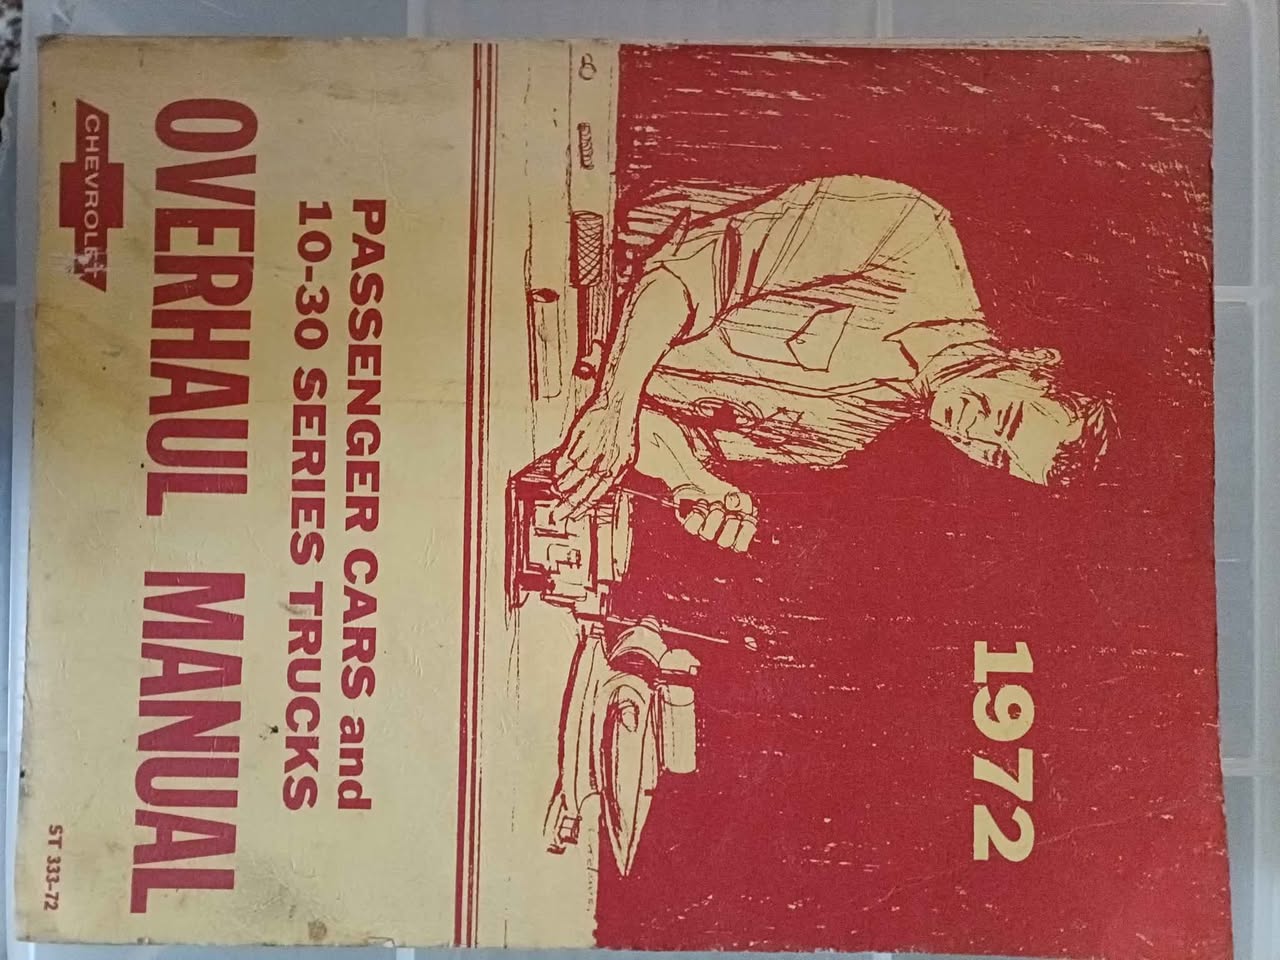 1972
PASSENGER CARS and
10-30 SERIES TRUCKS
OVERHAUL MANUAL
CHEVROLET
ST 333-72